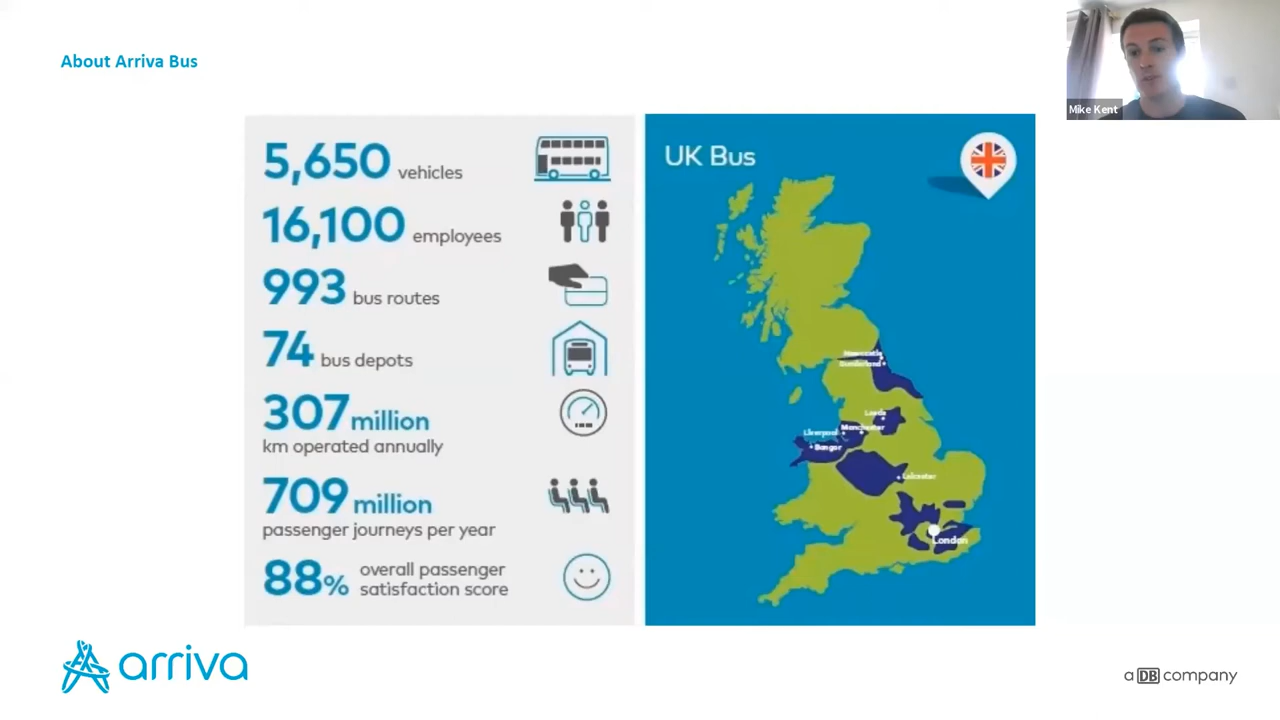 About Arriva Bus
Mike Kent
5,650 vehicles
16,100 employees
993 bus routes
74 bus depots
307 million
km operated annually
709 million
passenger journeys per year
88% overall passenger
satisfaction score
UK Bus
Newcastle
Sunderland
Leeds
Liverpool
Manchester
Bangor
Leicester
London
arriva
a DB company